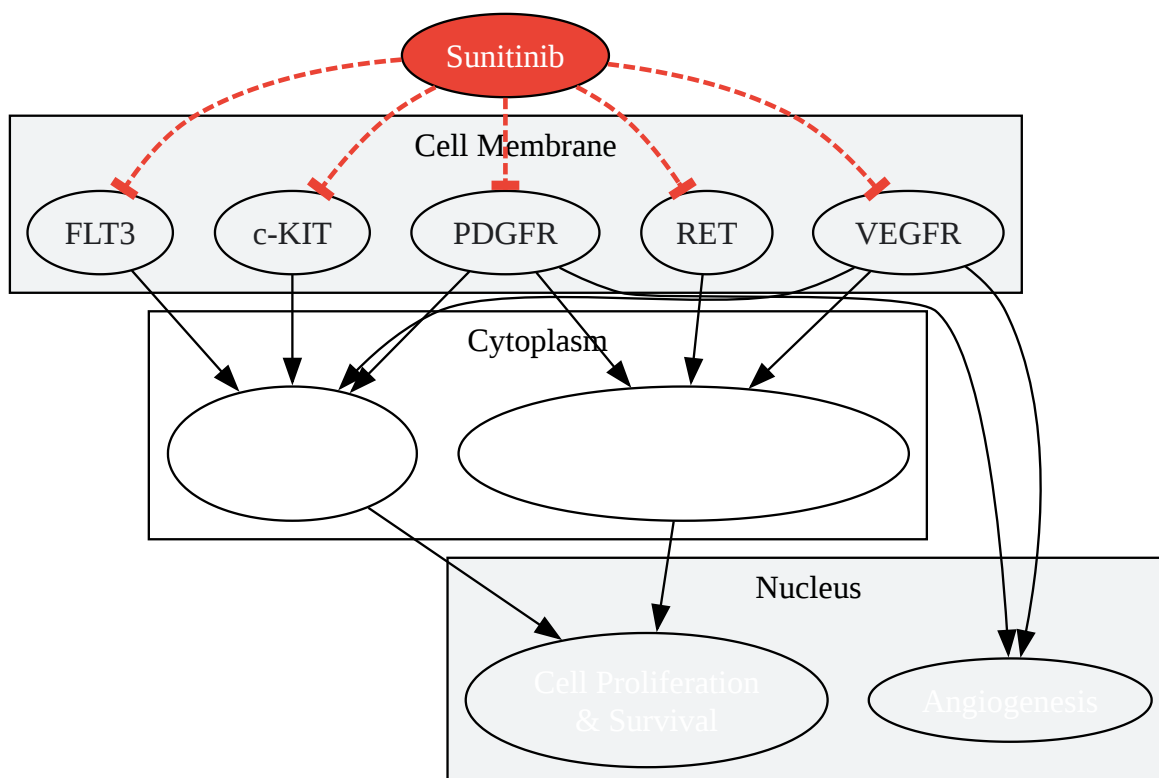 Sunitinib
Cell Membrane
FLT3
c-KIT
PDGFR
RET
VEGFR
Cytoplasm
Nucleus
Cell Proliferation
& Survival
Angiogenesis